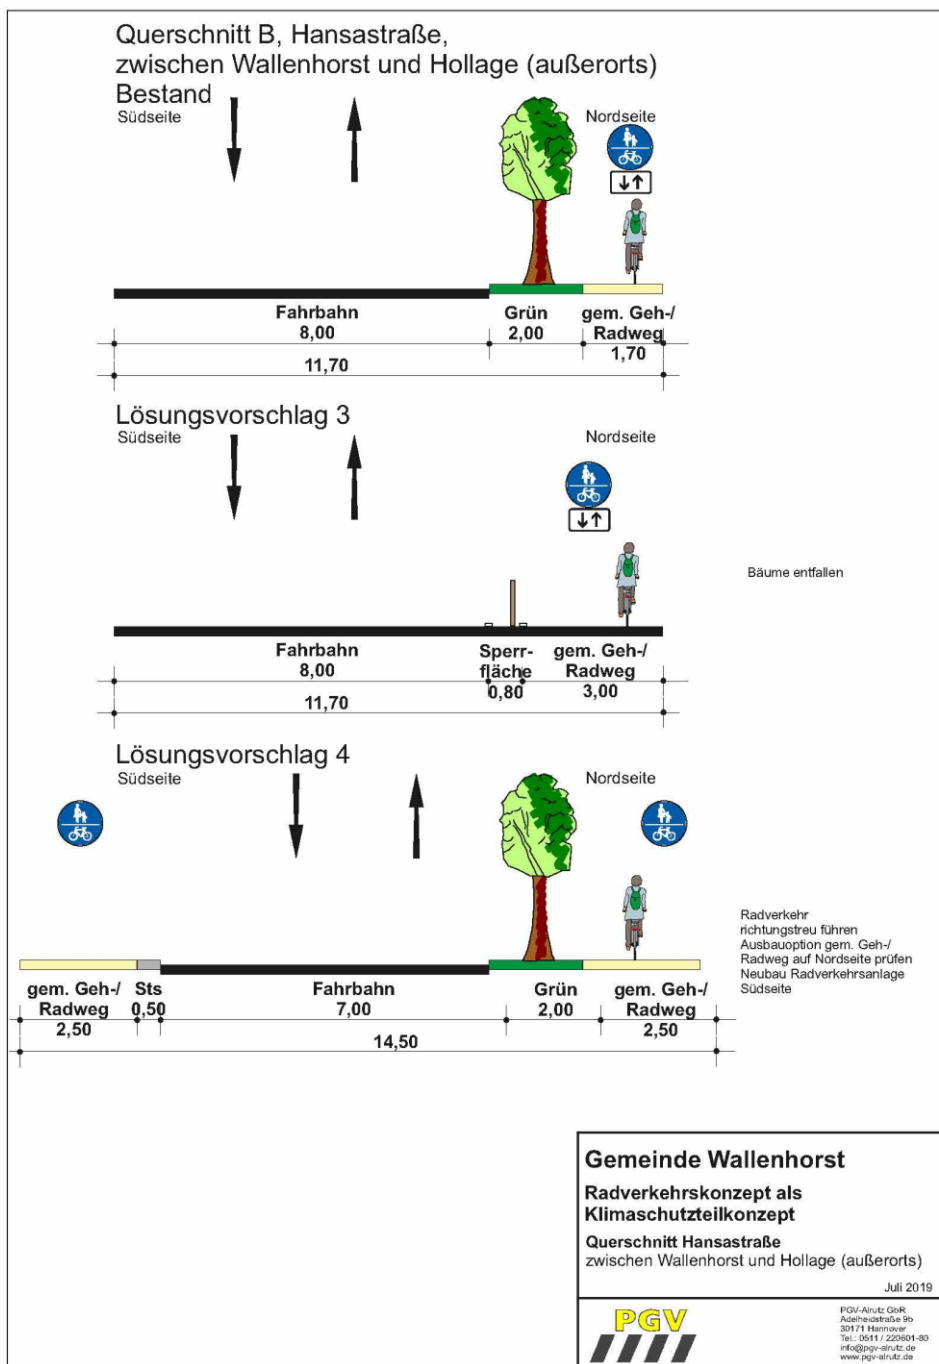 Querschnitt B, Hansastraße,
zwischen Wallenhorst und Hollage (außerorts)
Bestand
Südseite
Nordseite
Fahrbahn
8,00
Grün
2,00
gem. Geh-/
Radweg
1,70
11,70
Lösungsvorschlag 3
Südseite
Nordseite
Bäume entfallen
Fahrbahn
8,00
Sperr-
fläche
0,80
gem. Geh-/
Radweg
3,00
11,70
Lösungsvorschlag 4
Südseite
Nordseite
Radverkehr
richtungstreu führen
Ausbauoption gem. Geh-/
Radweg auf Nordseite prüfen
Neubau Radverkehrsanlage
Südseite
gem. Geh-/
Radweg
2,50
Sts
0,50
Fahrbahn
7,00
Grün
2,00
gem. Geh-/
Radweg
2,50
14,50
Gemeinde Wallenhorst
Radverkehrskonzept als
Klimaschutzteilkonzept
Querschnitt Hansastraße
zwischen Wallenhorst und Hollage (außerorts)
Juli 2019
PGV
PGV-Alrutz GbR
Adelheidstraße 9b
30171 Hannover
Tel.: 0511 / 220601-80
info@pgv-alrutz.de
www.pgv-alrutz.de